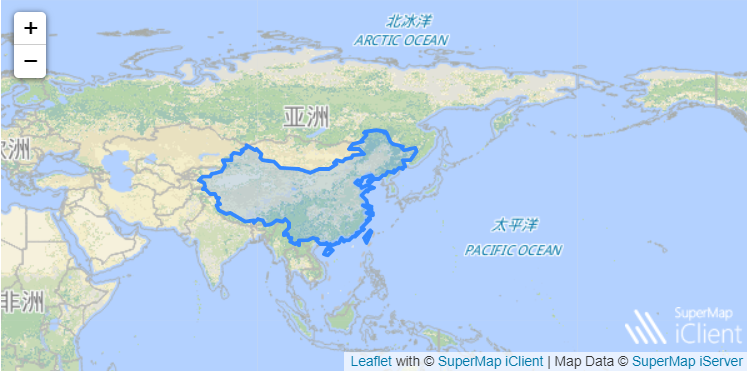 +
−
北冰洋
ARCTIC OCEAN
亚洲
欧洲
太平洋
PACIFIC OCEAN
非洲
SuperMap
iClient
Leaflet with © SuperMap iClient | Map Data © SuperMap iServer